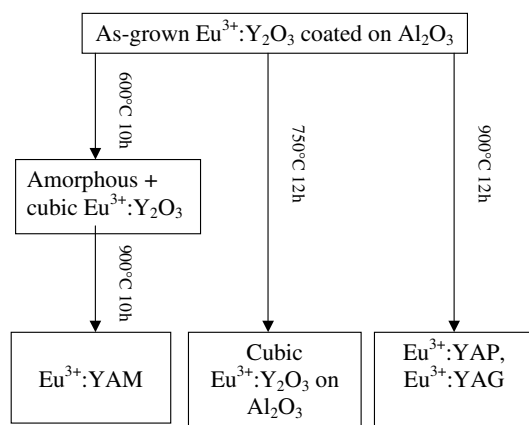 As-grown Eu³⁺:Y₂O₃ coated on Al₂O₃
600°C 10h
750°C 12h
900°C 12h
Amorphous +
cubic Eu³⁺:Y₂O₃
900°C 10h
Eu³⁺:YAM
Cubic
Eu³⁺:Y₂O₃ on
Al₂O₃
Eu³⁺:YAP,
Eu³⁺:YAG